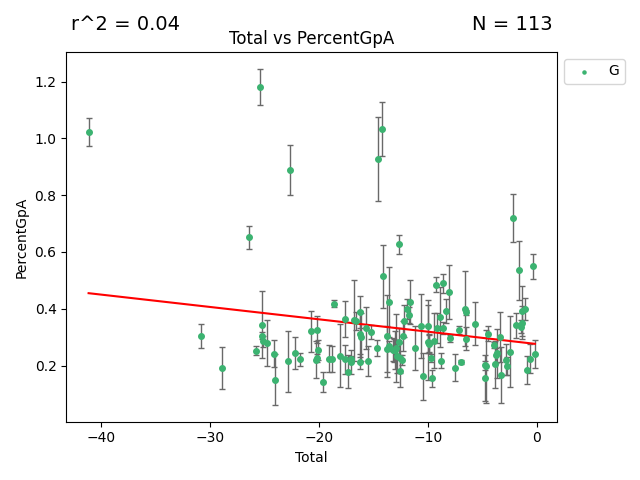 r^2 = 0.04
N = 113
Total vs PercentGpA
G
PercentGpA
1.2
1.0
0.8
0.6
0.4
0.2
−40
−30
−20
−10
0
Total